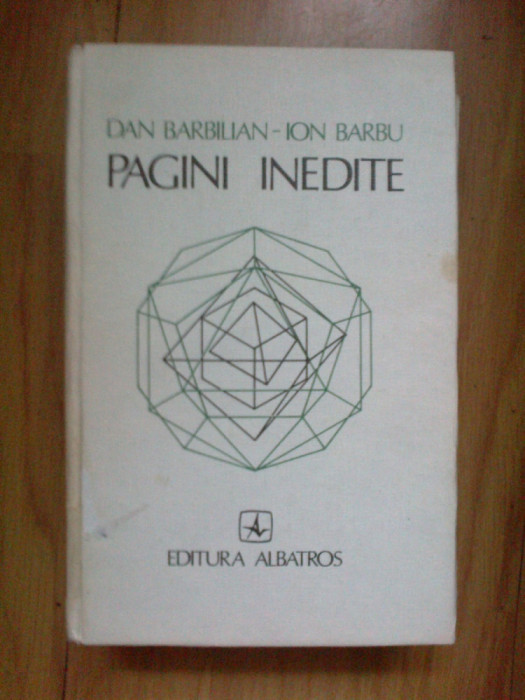 DAN BARBILIAN - ION BARBU
PAGINI INEDITE
EDITURA ALBATROS